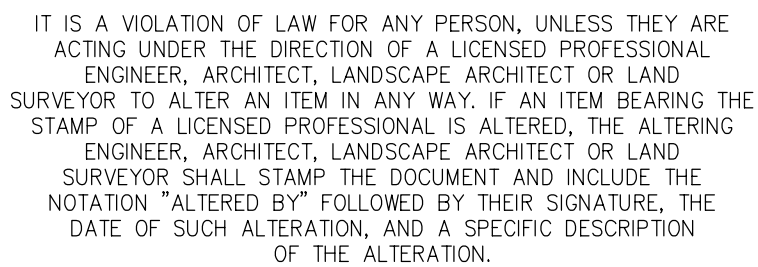 IT IS A VIOLATION OF LAW FOR ANY PERSON, UNLESS THEY ARE
ACTING UNDER THE DIRECTION OF A LICENSED PROFESSIONAL
ENGINEER, ARCHITECT, LANDSCAPE ARCHITECT OR LAND
SURVEYOR TO ALTER AN ITEM IN ANY WAY. IF AN ITEM BEARING THE
STAMP OF A LICENSED PROFESSIONAL IS ALTERED, THE ALTERING
ENGINEER, ARCHITECT, LANDSCAPE ARCHITECT OR LAND
SURVEYOR SHALL STAMP THE DOCUMENT AND INCLUDE THE
NOTATION "ALTERED BY" FOLLOWED BY THEIR SIGNATURE, THE
DATE OF SUCH ALTERATION, AND A SPECIFIC DESCRIPTION
OF THE ALTERATION.